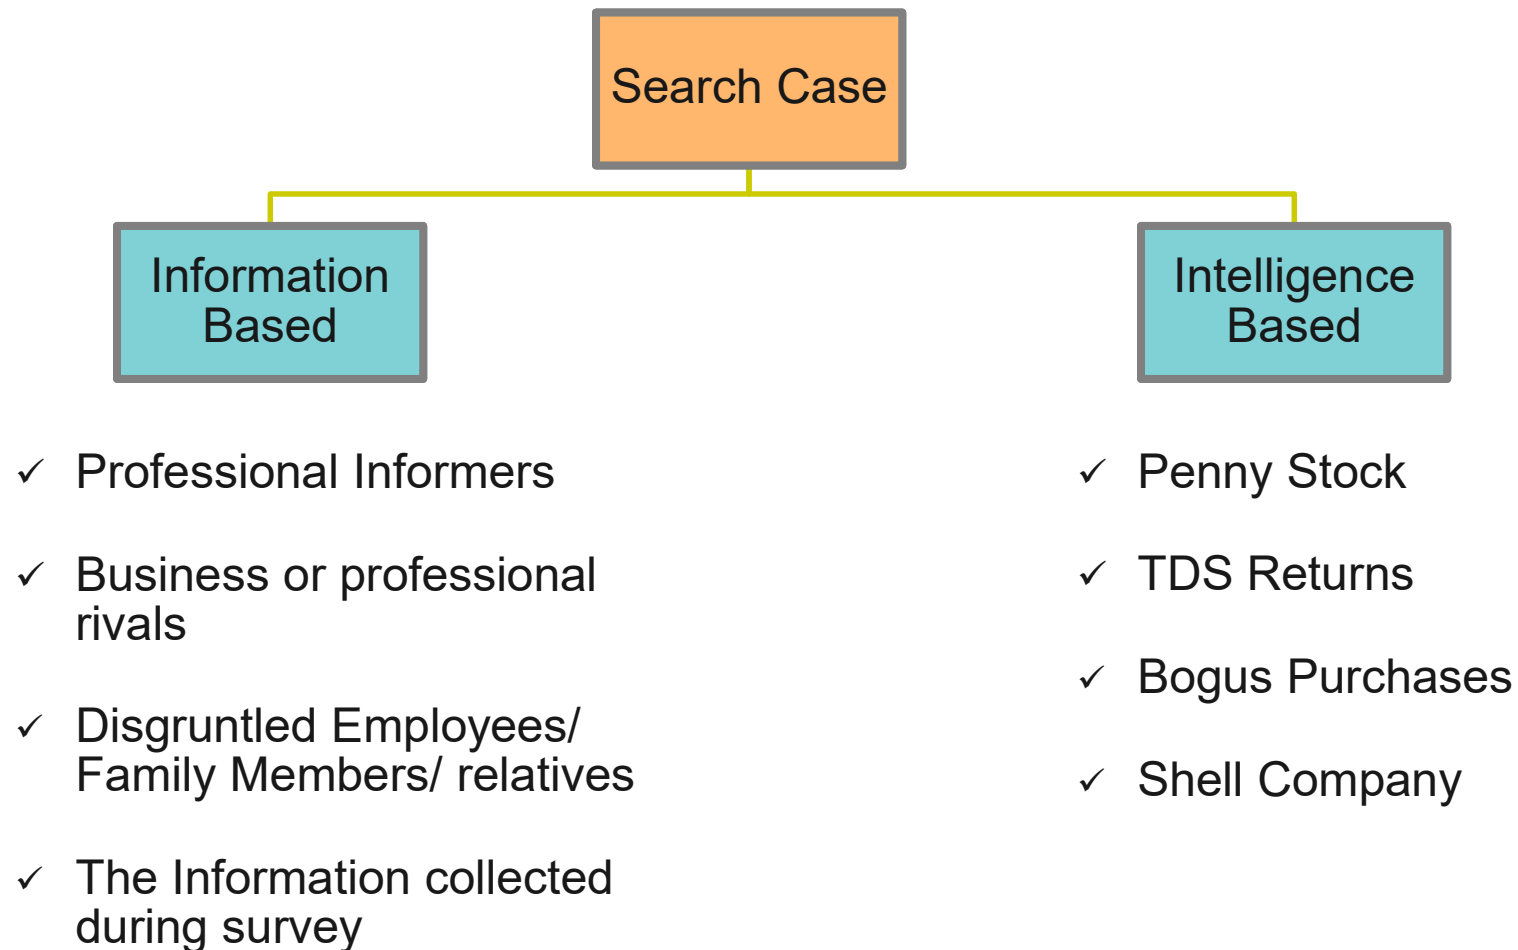 Search Case
Information
Based
Intelligence
Based
✓ Professional Informers
✓ Business or professional
rivals
✓ Disgruntled Employees/
Family Members/ relatives
✓ The Information collected
during survey
✓ Penny Stock
✓ TDS Returns
✓ Bogus Purchases
✓ Shell Company